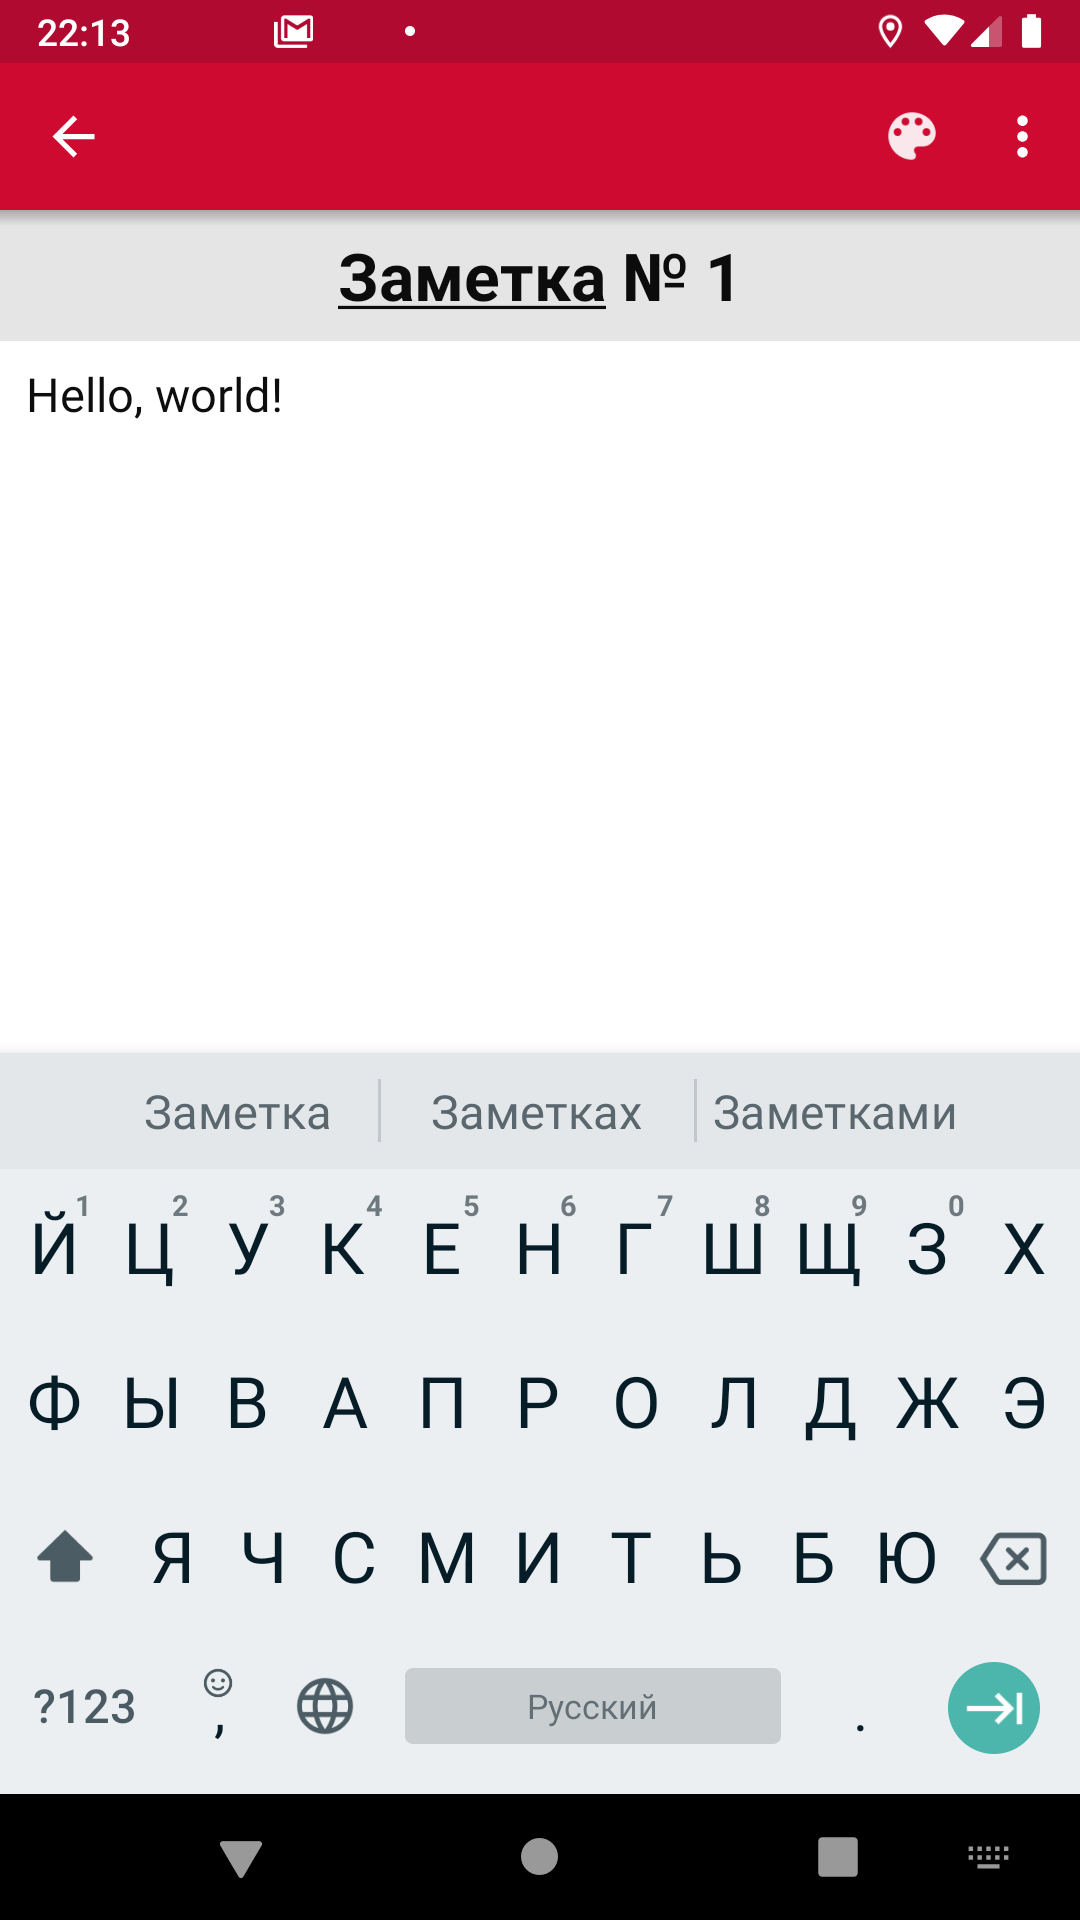 22:13
Заметка № 1
Hello, world!
Заметка Заметках Заметками
1 2 3 4 5 6 7 8 9 0
Й Ц У К Е Н Г Ш Щ З Х
Ф Ы В А П Р О Л Д Ж Э
Я Ч С М И Т Ь Б Ю
?123 , Русский .